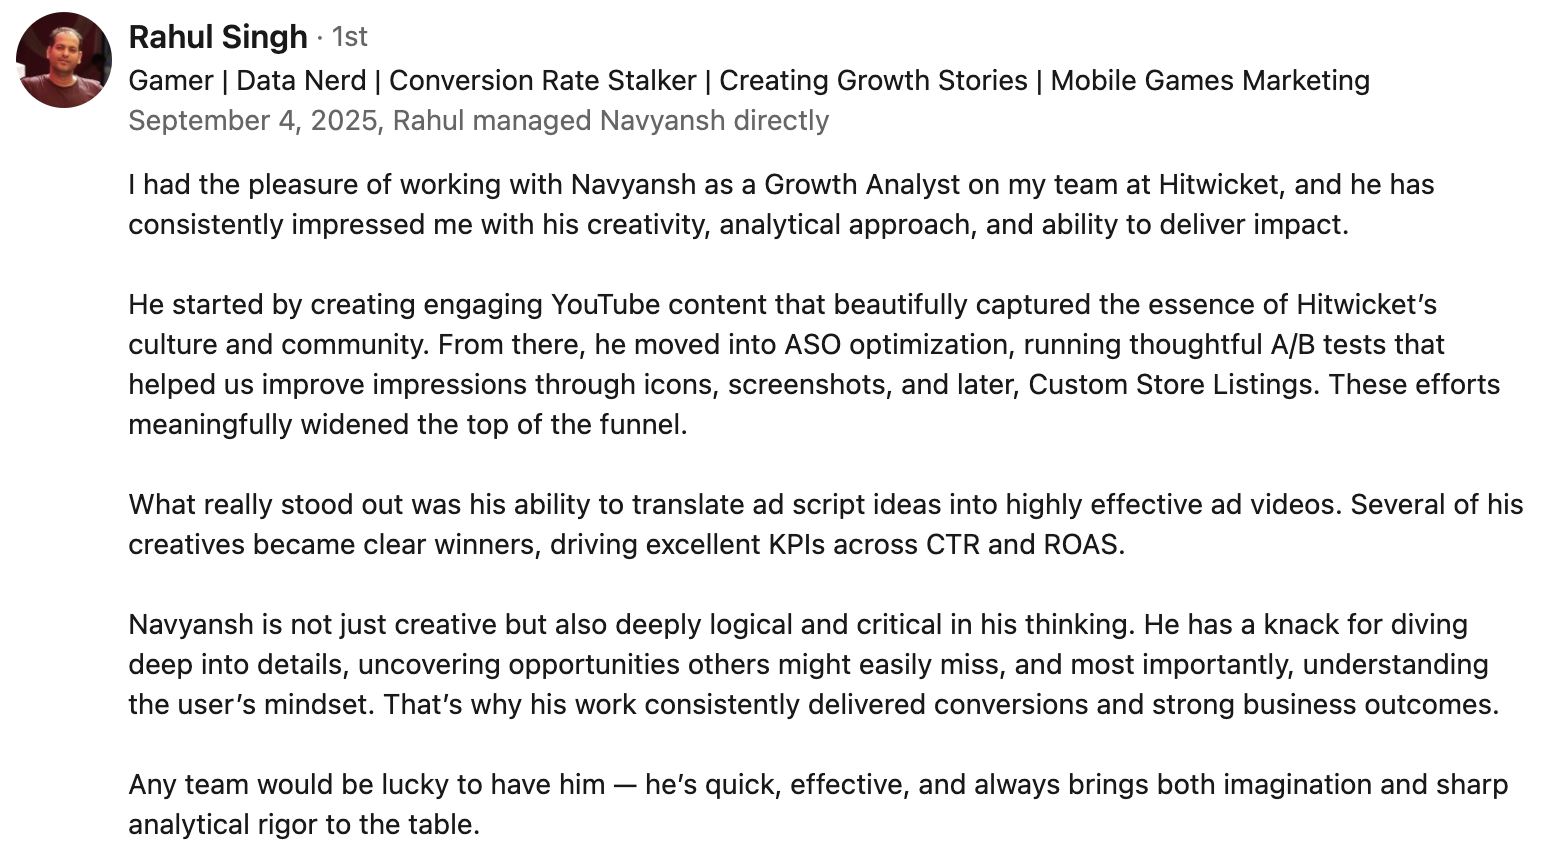 Rahul Singh · 1st
Gamer | Data Nerd | Conversion Rate Stalker | Creating Growth Stories | Mobile Games Marketing
September 4, 2025, Rahul managed Navyansh directly
I had the pleasure of working with Navyansh as a Growth Analyst on my team at Hitwicket, and he has
consistently impressed me with his creativity, analytical approach, and ability to deliver impact.
He started by creating engaging YouTube content that beautifully captured the essence of Hitwicket’s
culture and community. From there, he moved into ASO optimization, running thoughtful A/B tests that
helped us improve impressions through icons, screenshots, and later, Custom Store Listings. These efforts
meaningfully widened the top of the funnel.
What really stood out was his ability to translate ad script ideas into highly effective ad videos. Several of his
creatives became clear winners, driving excellent KPIs across CTR and ROAS.
Navyansh is not just creative but also deeply logical and critical in his thinking. He has a knack for diving
deep into details, uncovering opportunities others might easily miss, and most importantly, understanding
the user’s mindset. That’s why his work consistently delivered conversions and strong business outcomes.
Any team would be lucky to have him — he’s quick, effective, and always brings both imagination and sharp
analytical rigor to the table.